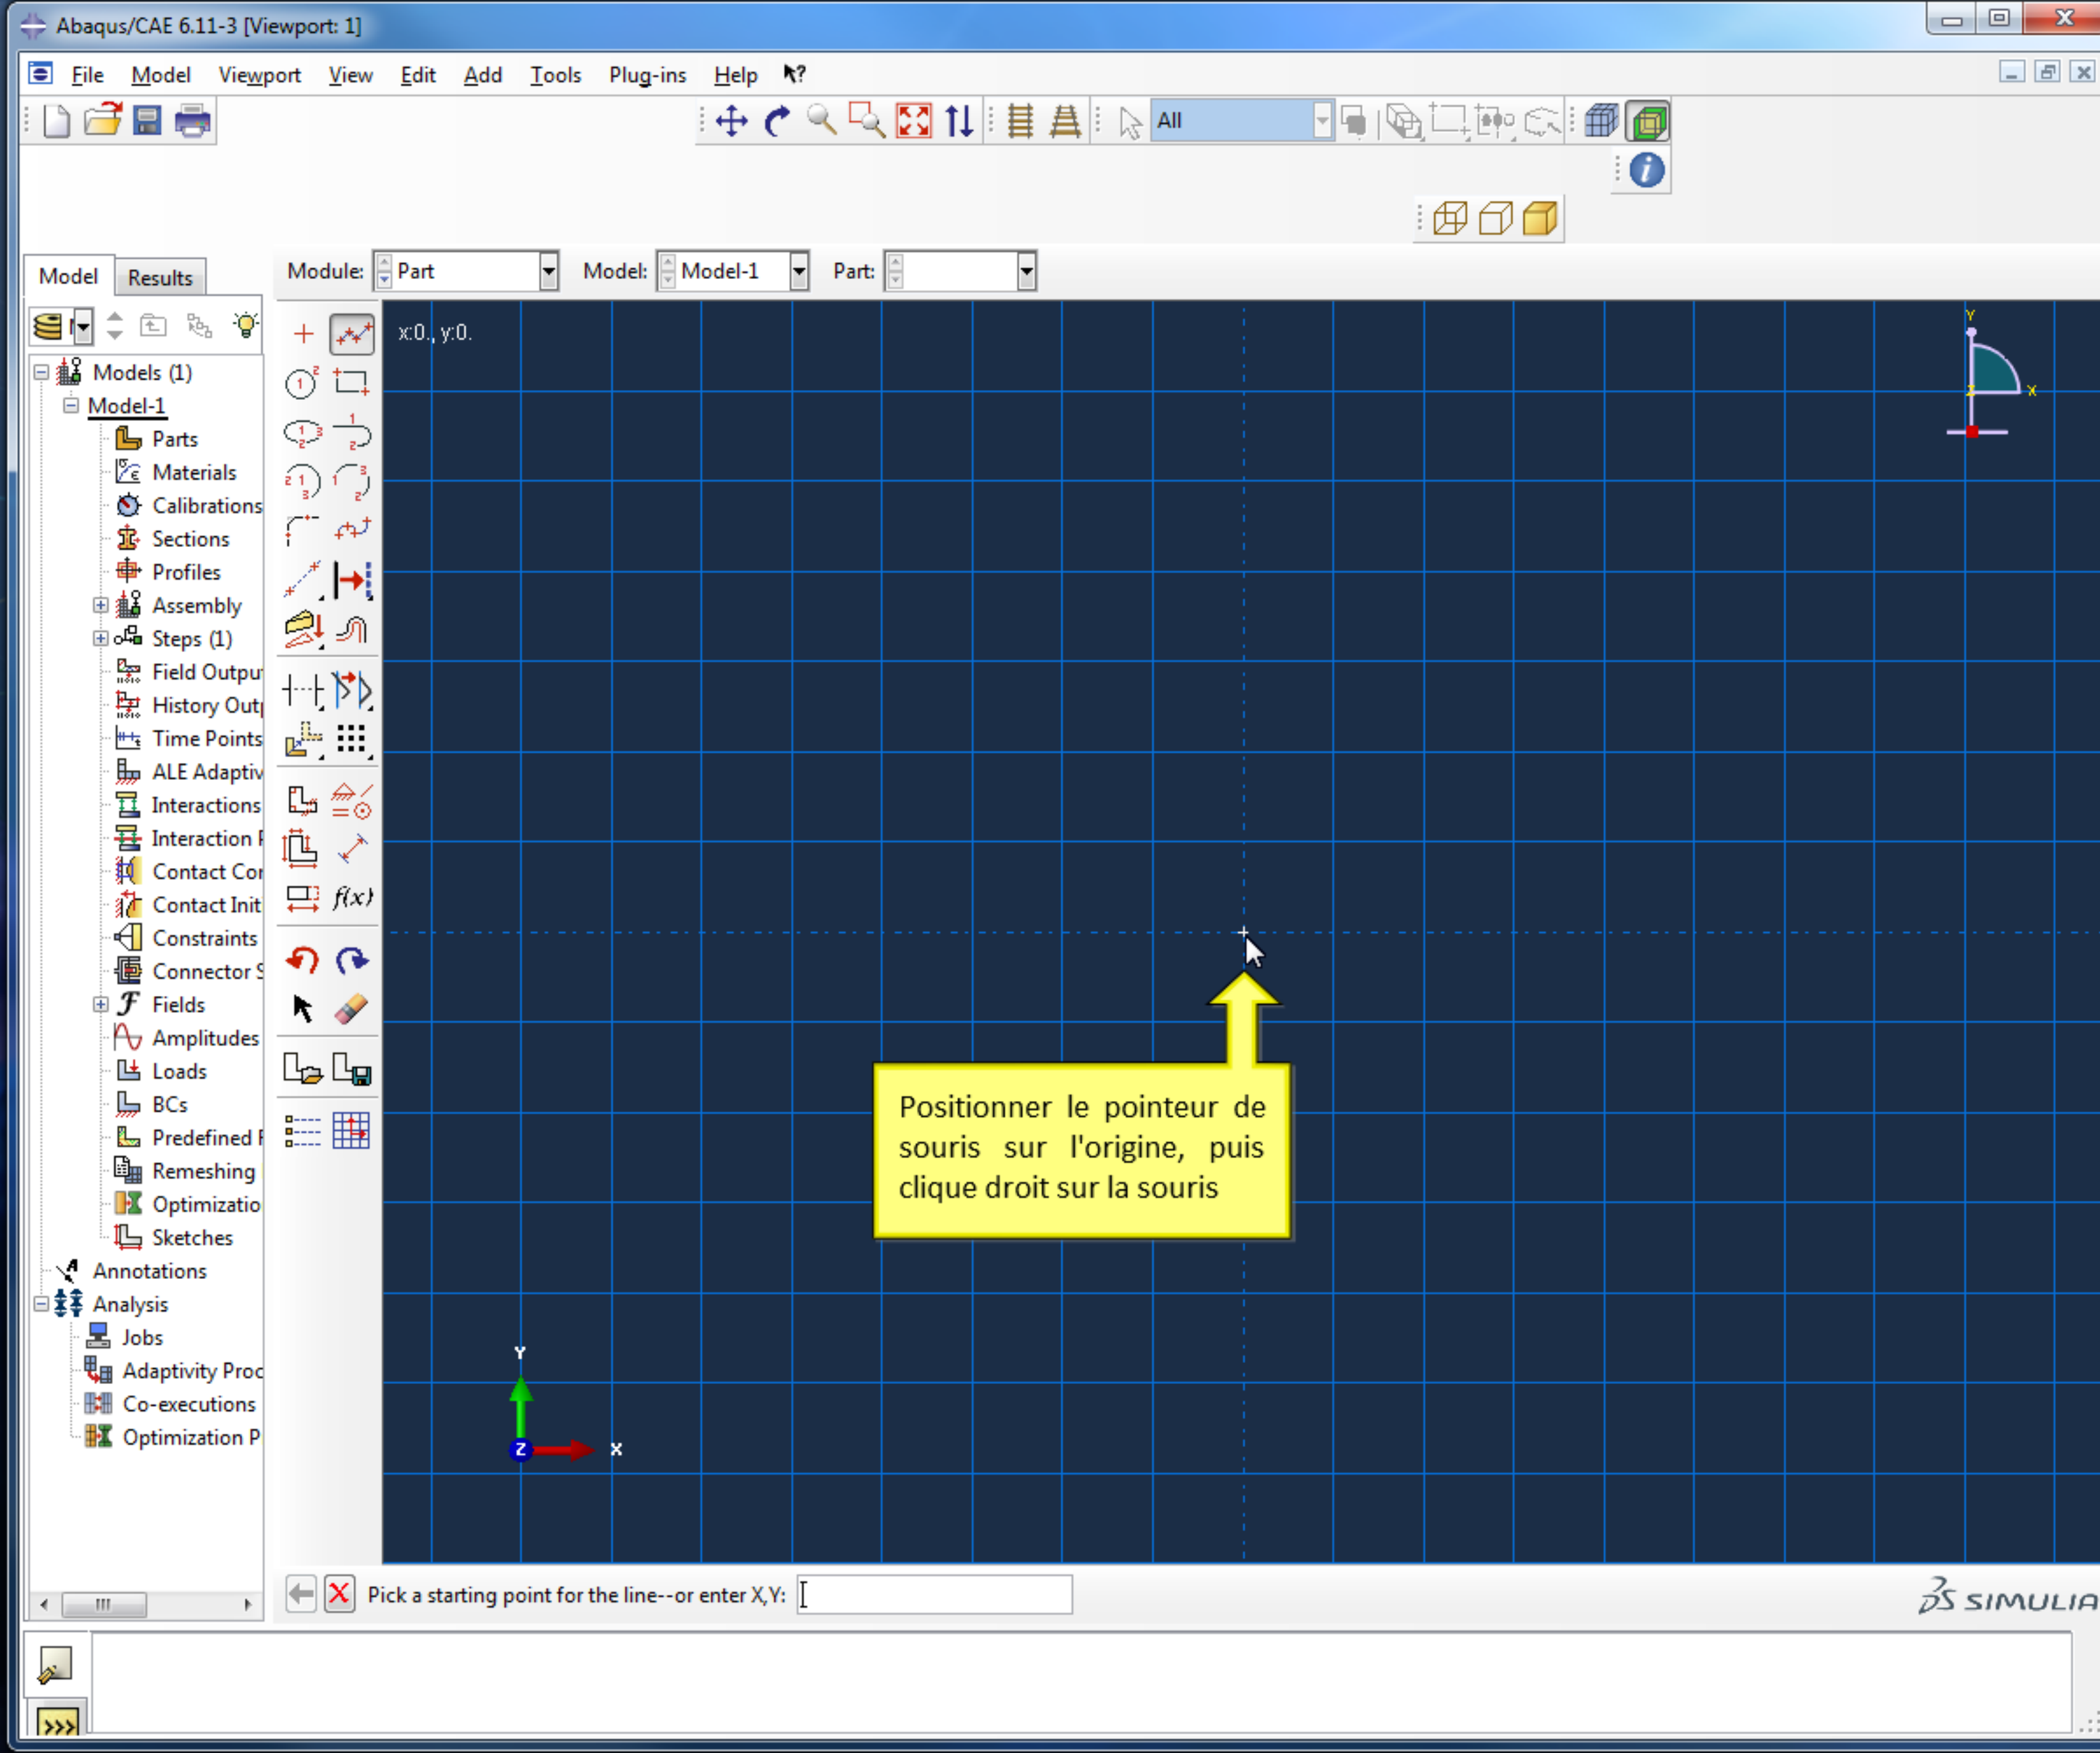 Abaqus/CAE 6.11-3 [Viewport: 1]
File Model Viewport View Edit Add Tools Plug-ins Help ?
All
i
Model Results
Module: Part Model: Model-1 Part:
x:0., y:0.
Y
X
Z
Models (1)
Model-1
Parts
Materials
Calibrations
Sections
Profiles
Assembly
Steps (1)
Field Outpu
History Out
Time Points
ALE Adaptiv
Interactions
Interaction
Contact Co
Contact Init
Constraints
Connector S
Fields
Amplitudes
Loads
BCs
Predefined
Remeshing
Optimizatio
Sketches
Annotations
Analysis
Jobs
Adaptivity Proc
Co-executions
Optimization P
f(x)
Positionner le pointeur de
souris sur l'origine, puis
clique droit sur la souris
Y
Z X
Pick a starting point for the line--or enter X,Y:
SIMULIA
>>>